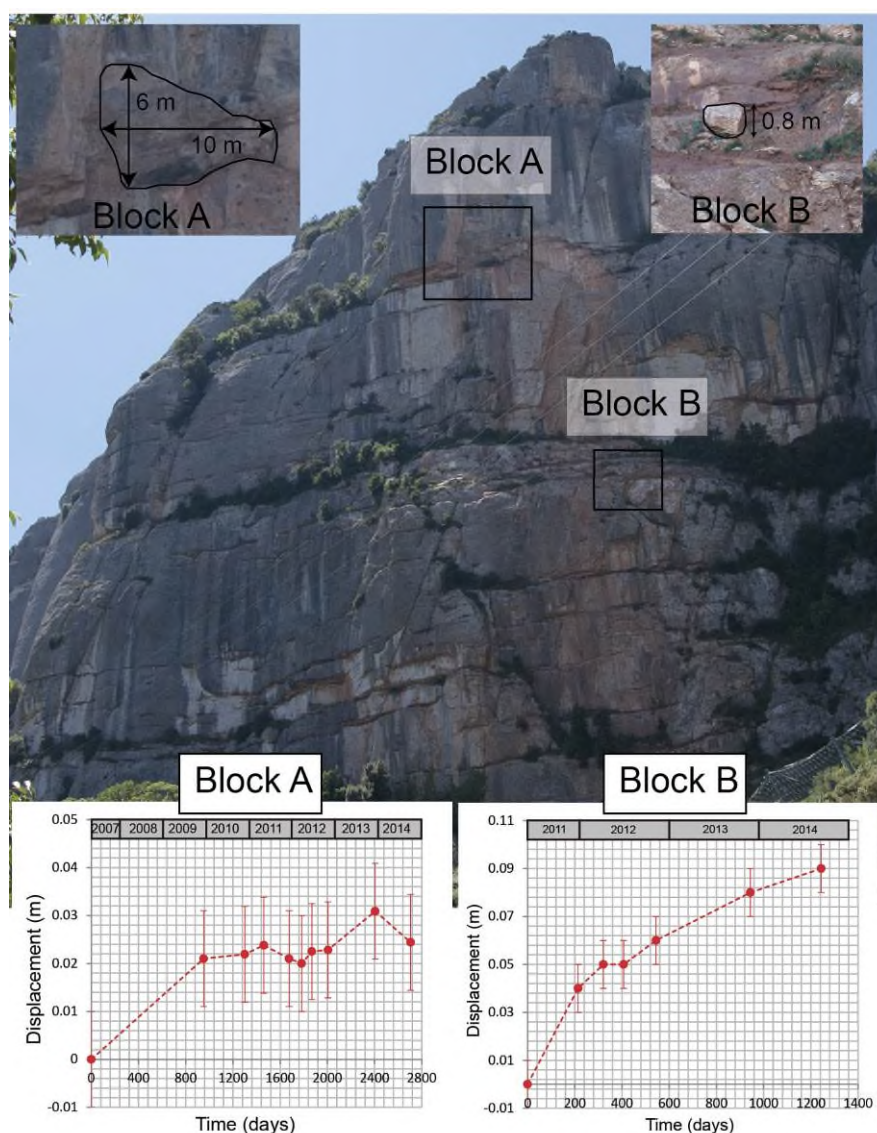 6 m
10 m
Block A
0.8 m
Block B
Block A
Block B
Block A
0.05
0.04
0.03
0.02
0.01
0
-0.01
2007 2008 2009 2010 2011 2012 2013 2014
0 400 800 1200 1600 2000 2400 2800
Displacement (m)
Time (days)
Block B
0.11
0.09
0.07
0.05
0.03
0.01
-0.01
2011 2012 2013 2014
0 200 400 600 800 1000 1200 1400
Displacement (m)
Time (days)